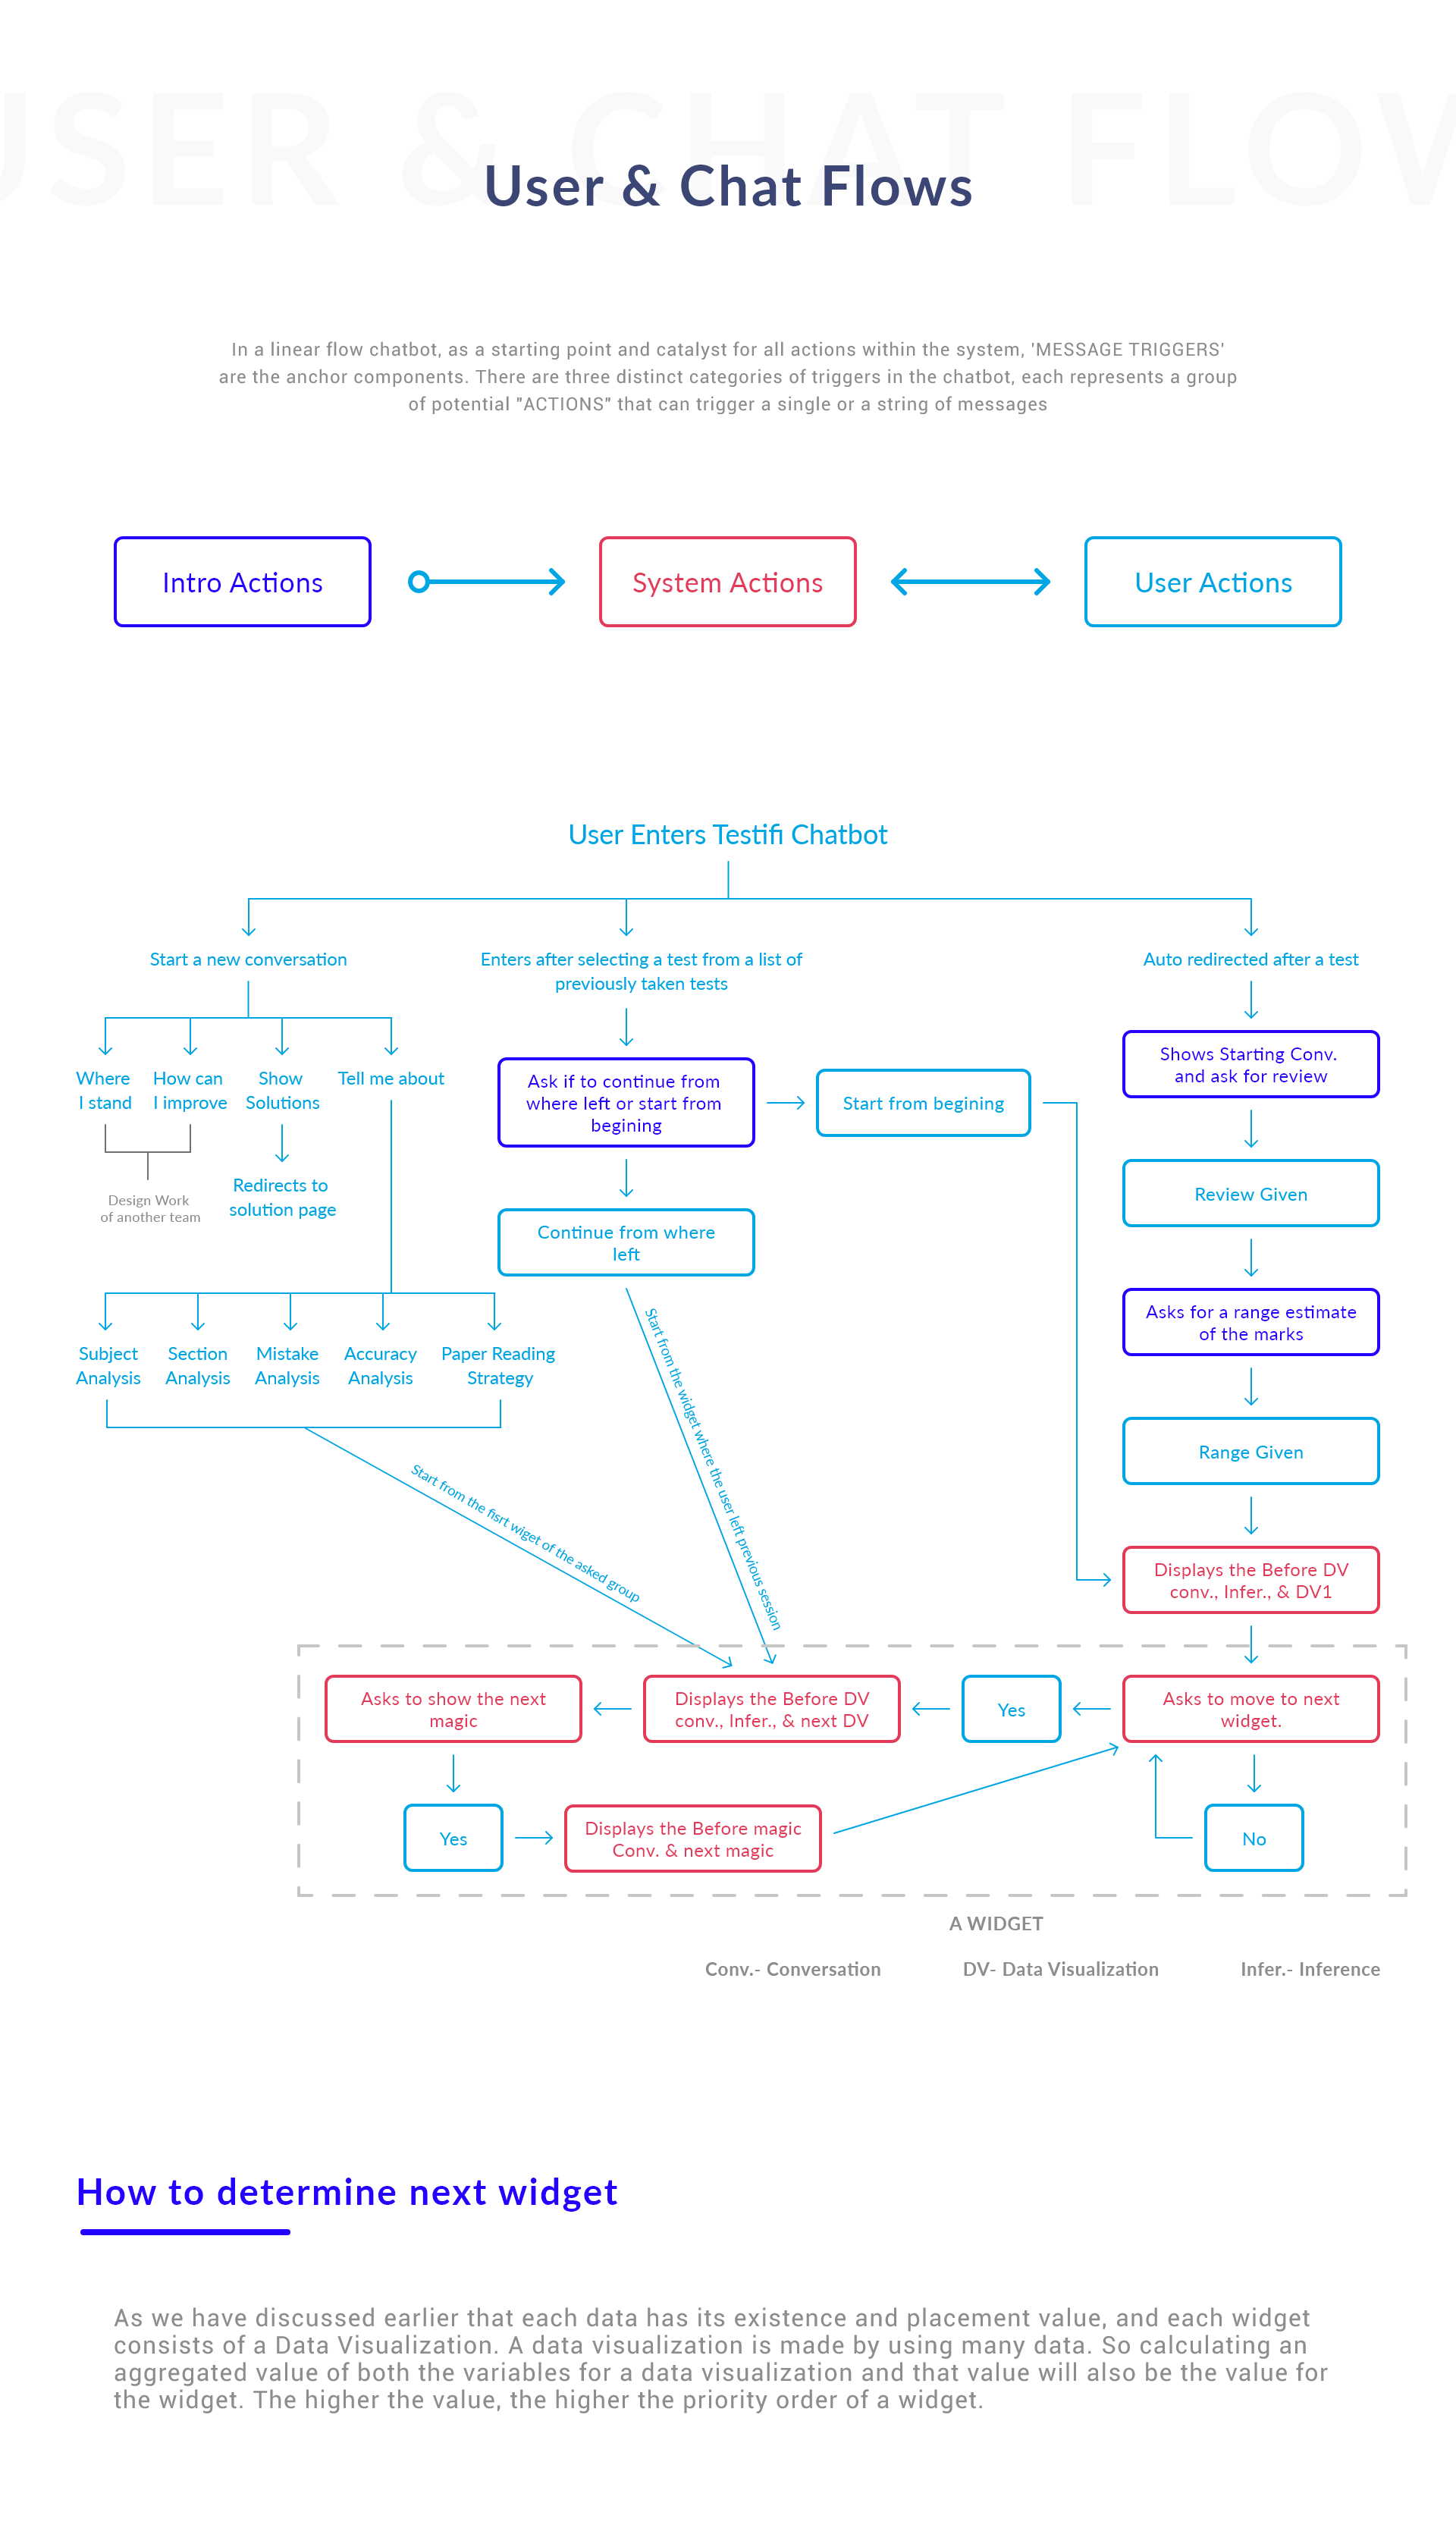 USER & CHAT FLOW
User & Chat Flows
In a linear flow chatbot, as a starting point and catalyst for all actions within the system, 'MESSAGE TRIGGERS'
are the anchor components. There are three distinct categories of triggers in the chatbot, each represents a group
of potential "ACTIONS" that can trigger a single or a string of messages
Intro Actions
System Actions
User Actions
User Enters Testifi Chatbot
Start a new conversation
Enters after selecting a test from a list of
previously taken tests
Auto redirected after a test
Where
I stand
How can
I improve
Show
Solutions
Tell me about
Design Work
of another team
Redirects to
solution page
Subject
Analysis
Section
Analysis
Mistake
Analysis
Accuracy
Analysis
Paper Reading
Strategy
Start from the fisrt wiget of the asked group
Ask if to continue from
where left or start from
begining
Start from begining
Continue from where
left
Start from the widget where the user left previous session
Shows Starting Conv.
and ask for review
Review Given
Asks for a range estimate
of the marks
Range Given
Displays the Before DV
conv., Infer., & DV1
Asks to show the next
magic
Displays the Before DV
conv., Infer., & next DV
Yes
Asks to move to next
widget.
Yes
Displays the Before magic
Conv. & next magic
No
A WIDGET
Conv.- Conversation
DV- Data Visualization
Infer.- Inference
How to determine next widget
As we have discussed earlier that each data has its existence and placement value, and each widget
consists of a Data Visualization. A data visualization is made by using many data. So calculating an
aggregated value of both the variables for a data visualization and that value will also be the value for
the widget. The higher the value, the higher the priority order of a widget.